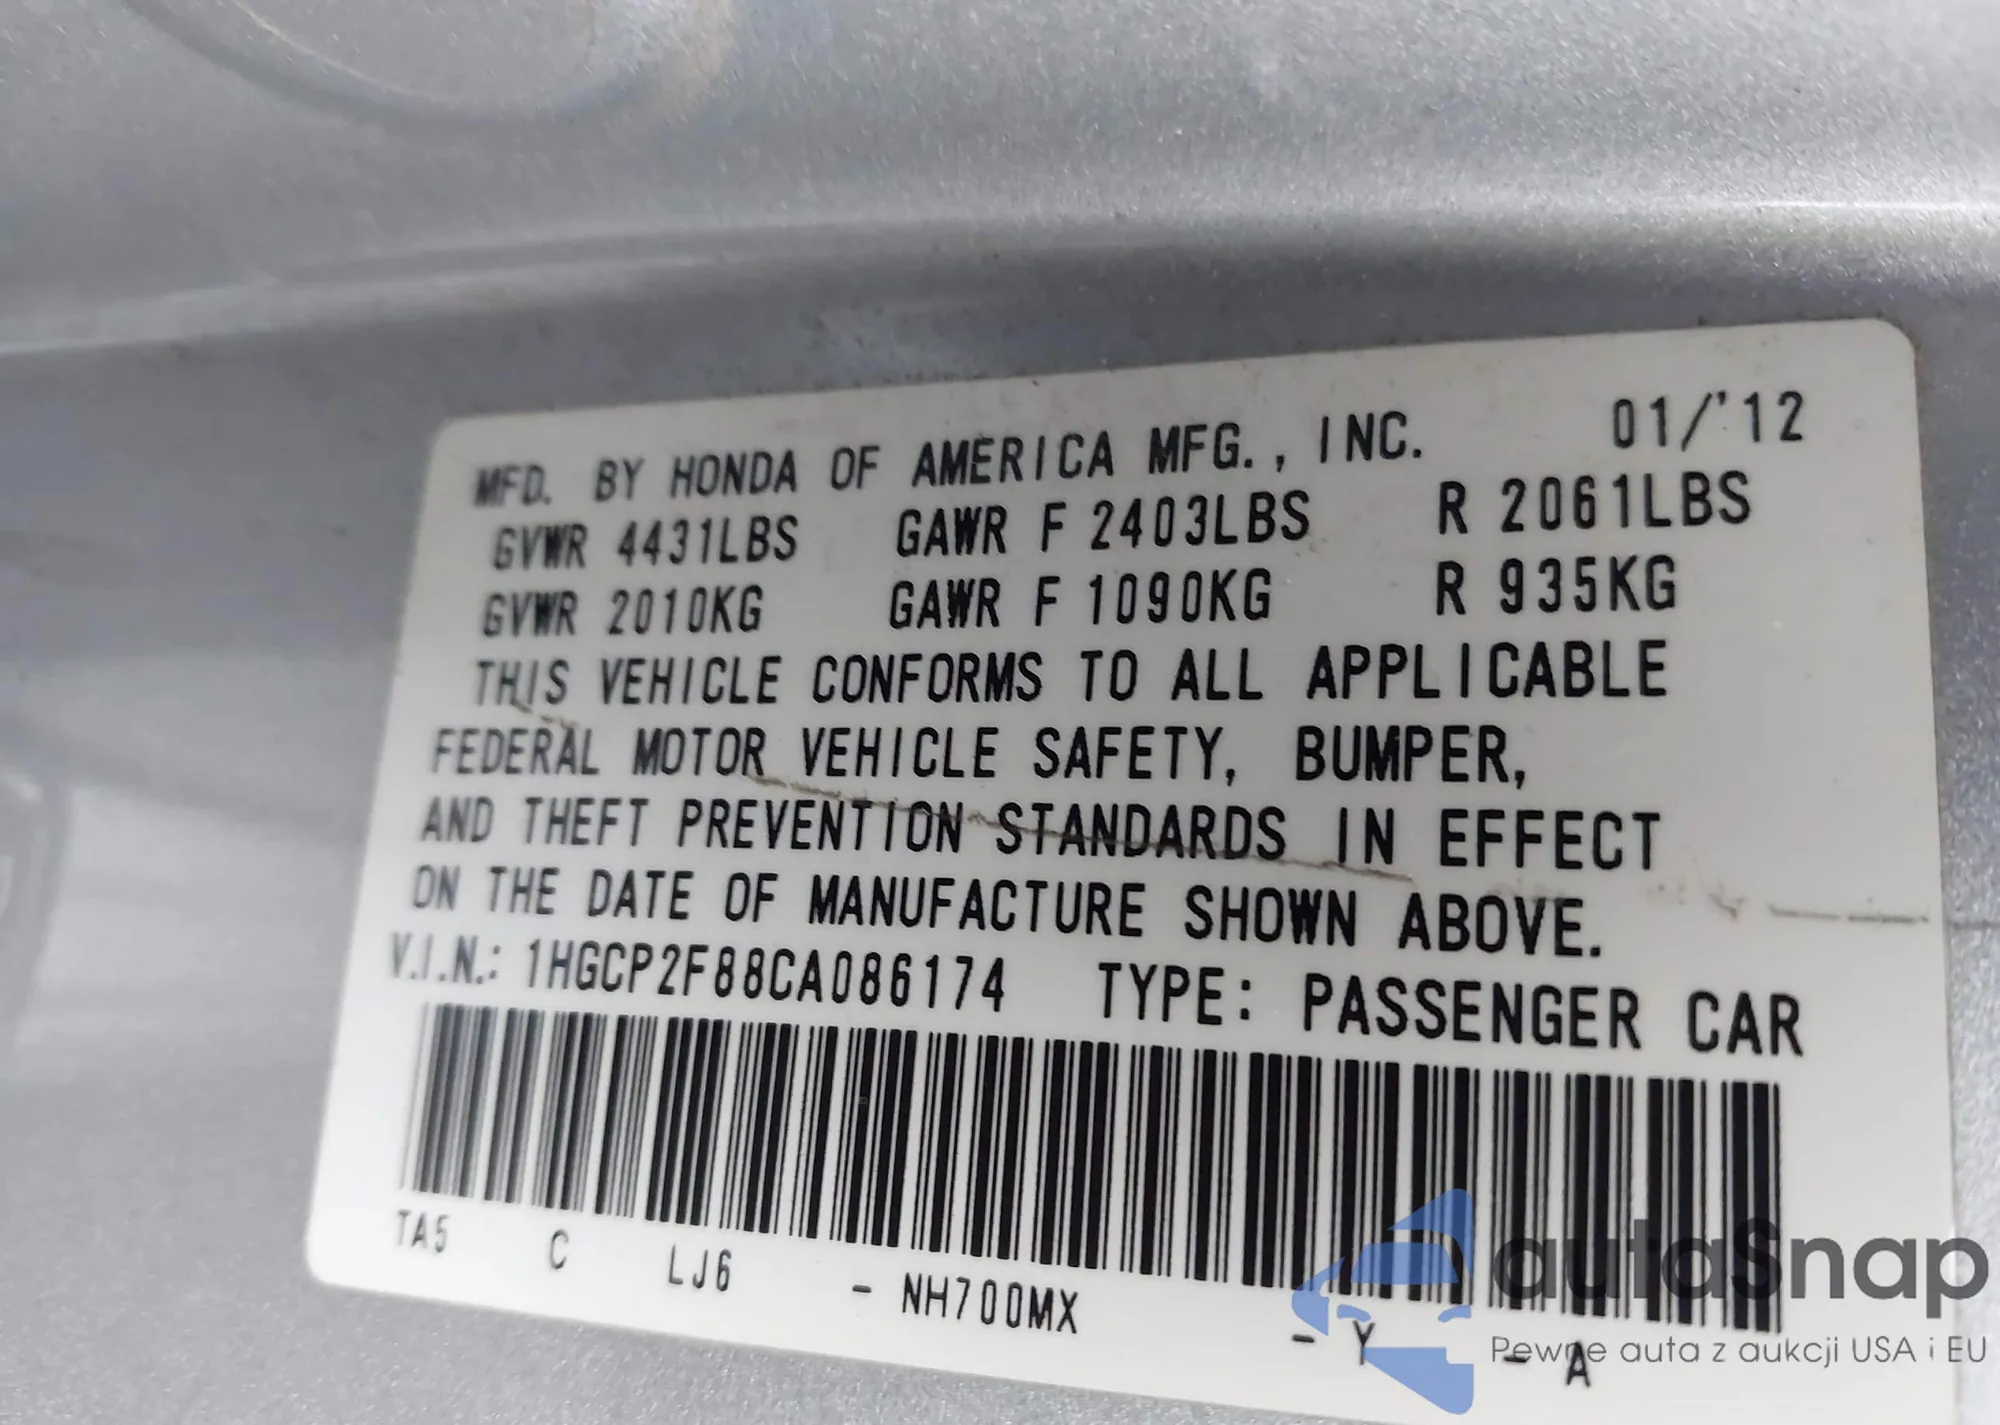 MFD. BY HONDA OF AMERICA MFG., INC. 01/'12
GVWR 4431LBS GAWR F 2403LBS R 2061LBS
GVWR 2010KG GAWR F 1090KG R 935KG
THIS VEHICLE CONFORMS TO ALL APPLICABLE
FEDERAL MOTOR VEHICLE SAFETY, BUMPER,
AND THEFT PREVENTION STANDARDS IN EFFECT
ON THE DATE OF MANUFACTURE SHOWN ABOVE.
V.I.N.: 1HGCP2F88CA086174 TYPE: PASSENGER CAR
TA5 C LJ6 - NH700MX - Y - A
autaSnap
Pewne auta z aukcji USA i EU